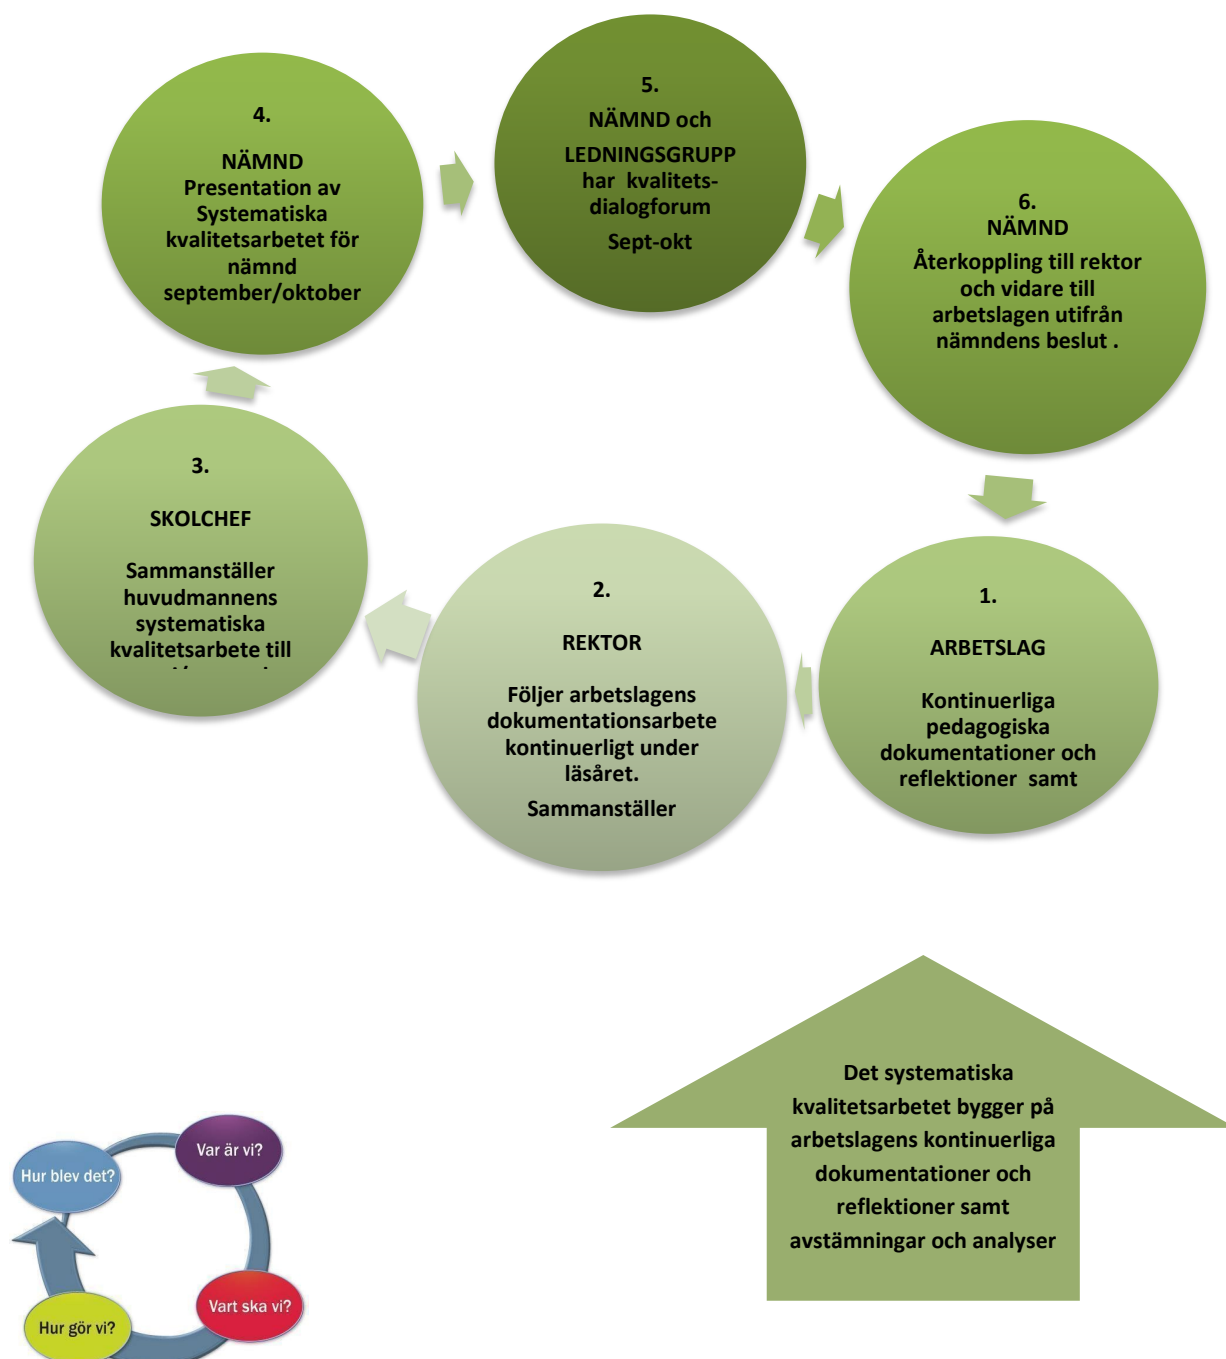 4.
NÄMND
Presentation av
Systematiska
kvalitetsarbetet för
nämnd
september/oktober
5.
NÄMND och
LEDNINGSGRUPP
har kvalitets-
dialogforum
Sept-okt
6.
NÄMND
Återkoppling till rektor
och vidare till
arbetslagen utifrån
nämndens beslut .
3.
SKOLCHEF
Sammanställer
huvudmannens
systematiska
kvalitetsarbete till
2.
REKTOR
Följer arbetslagens
dokumentationsarbete
kontinuerligt under
läsåret.
Sammanställer
1.
ARBETSLAG
Kontinuerliga
pedagogiska
dokumentationer och
reflektioner samt
Det systematiska
kvalitetsarbetet bygger på
arbetslagens kontinuerliga
dokumentationer och
reflektioner samt
avstämningar och analyser
Var är vi?
Hur blev det?
Vart ska vi?
Hur gör vi?